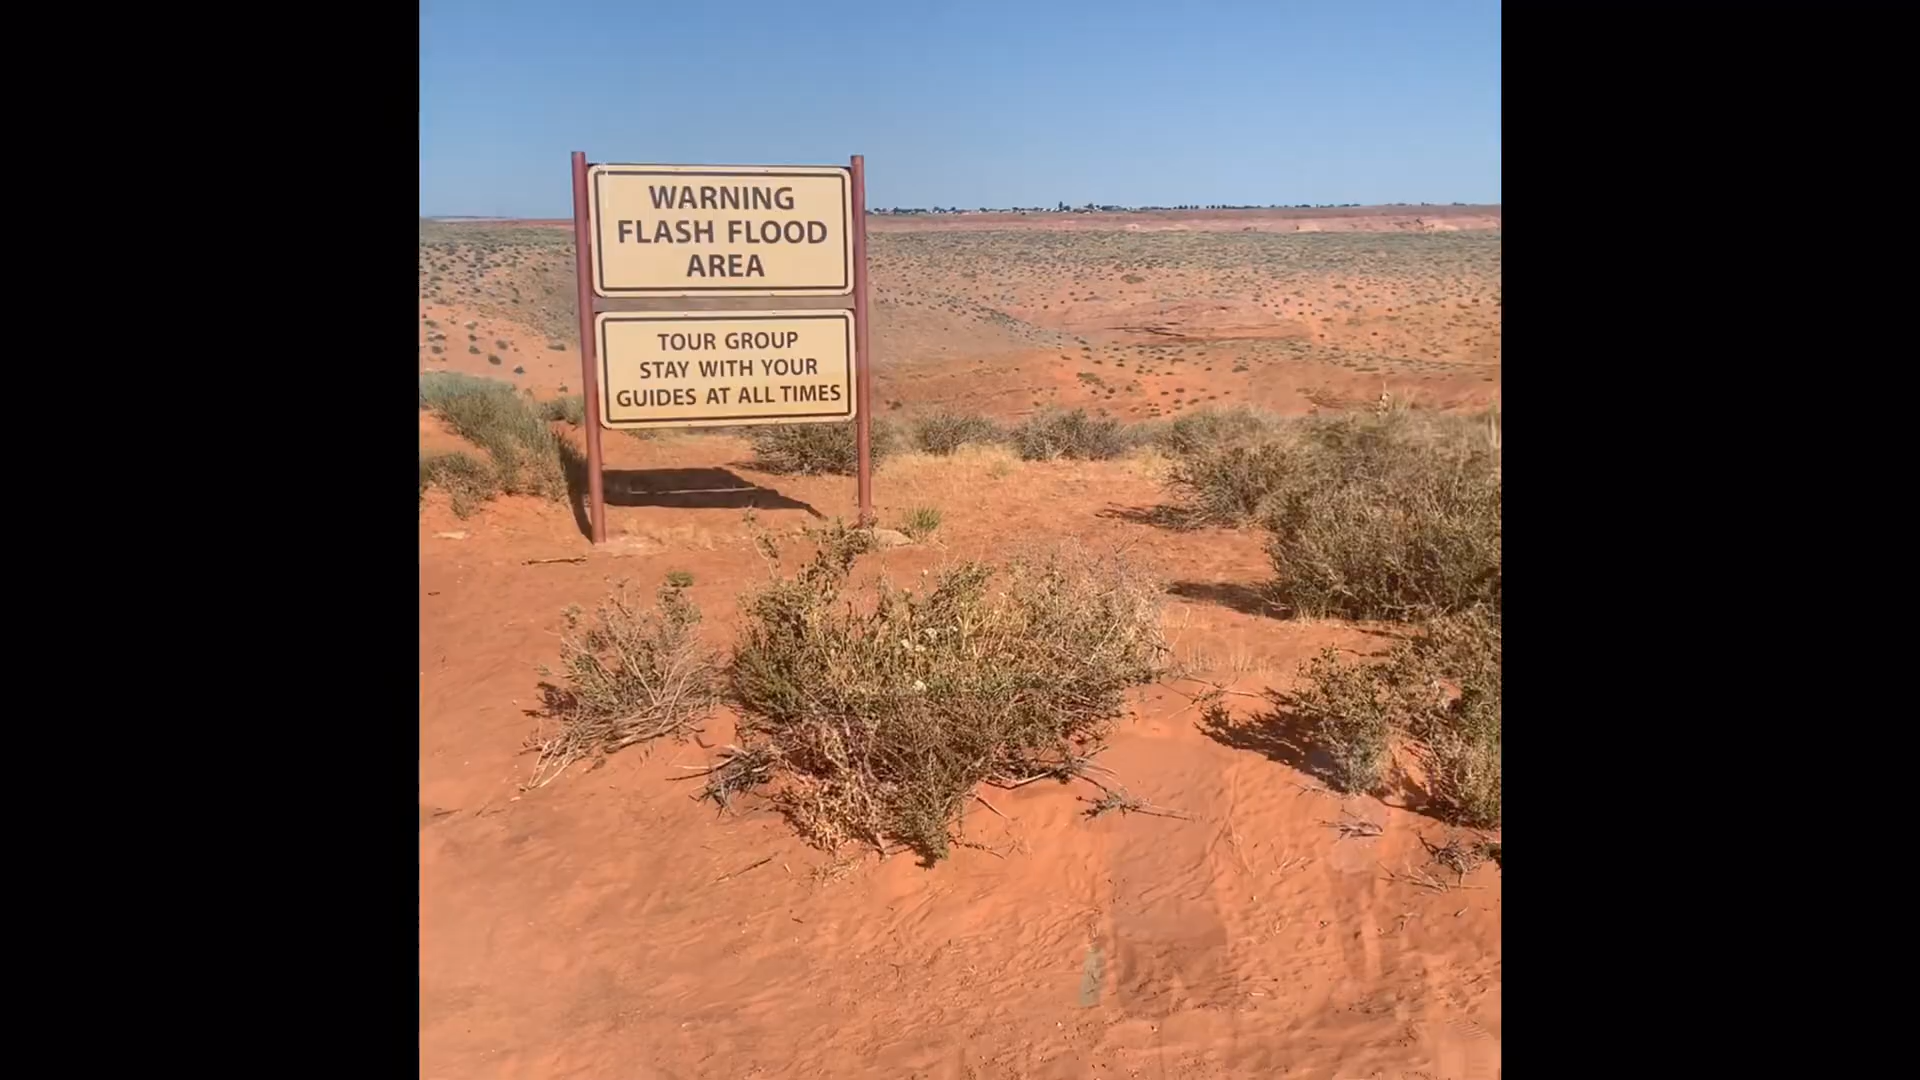 WARNING
FLASH FLOOD
AREA
TOUR GROUP
STAY WITH YOUR
GUIDES AT ALL TIMES